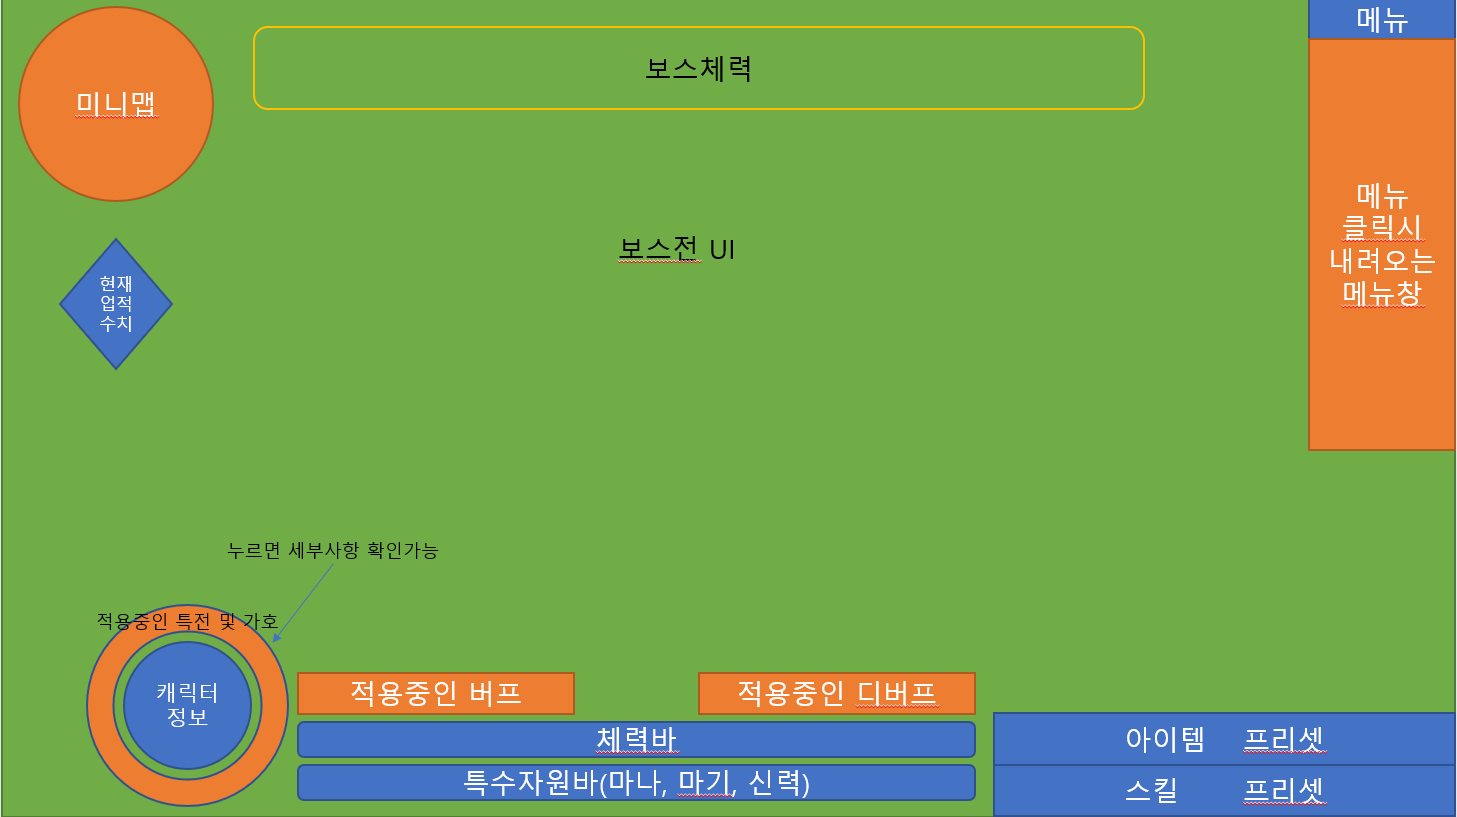 메뉴
보스체력
미니맵
메뉴
클릭시
내려오는
메뉴창
보스전 UI
현재
업적
수치
누르면 세부사항 확인가능
적용중인 특전 및 가호
캐릭터
정보
적용중인 버프
적용중인 디버프
체력바
특수자원바(마나, 마기, 신력)
아이템 프리셋
스킬 프리셋